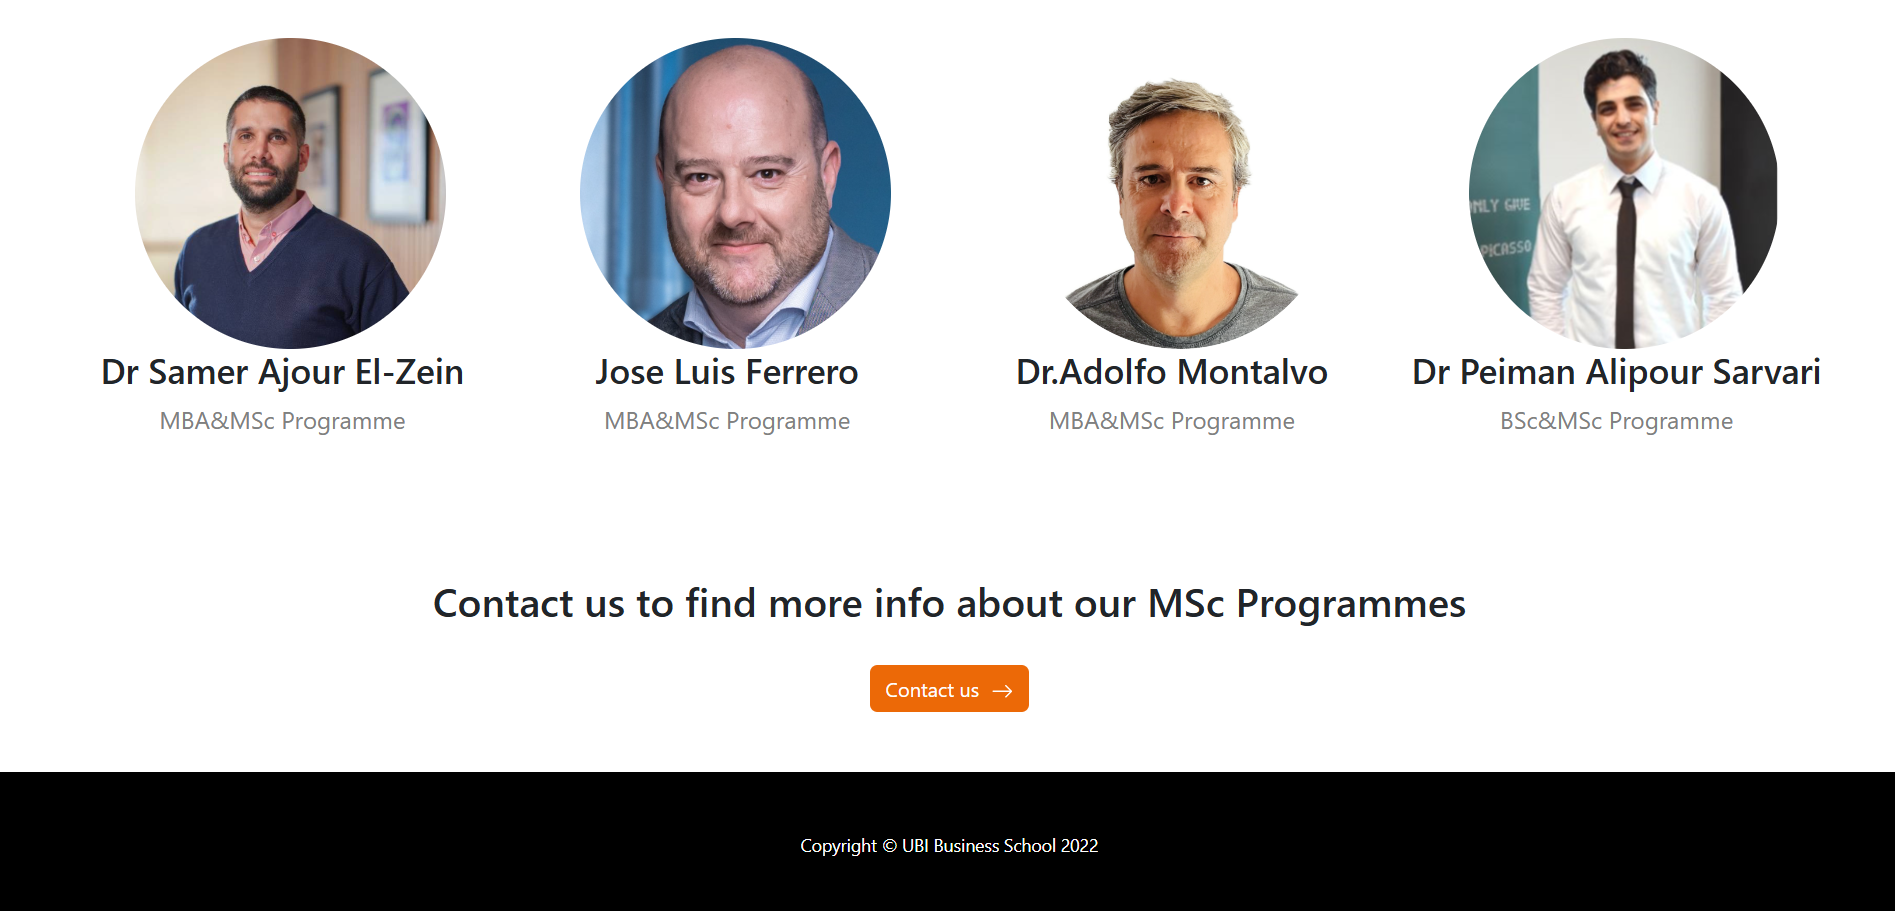 ONLY GIVE
PICASSO
Dr Samer Ajour El-Zein
Jose Luis Ferrero
Dr.Adolfo Montalvo
Dr Peiman Alipour Sarvari
MBA&MSc Programme
MBA&MSc Programme
MBA&MSc Programme
BSc&MSc Programme
Contact us to find more info about our MSc Programmes
Contact us →
Copyright © UBI Business School 2022